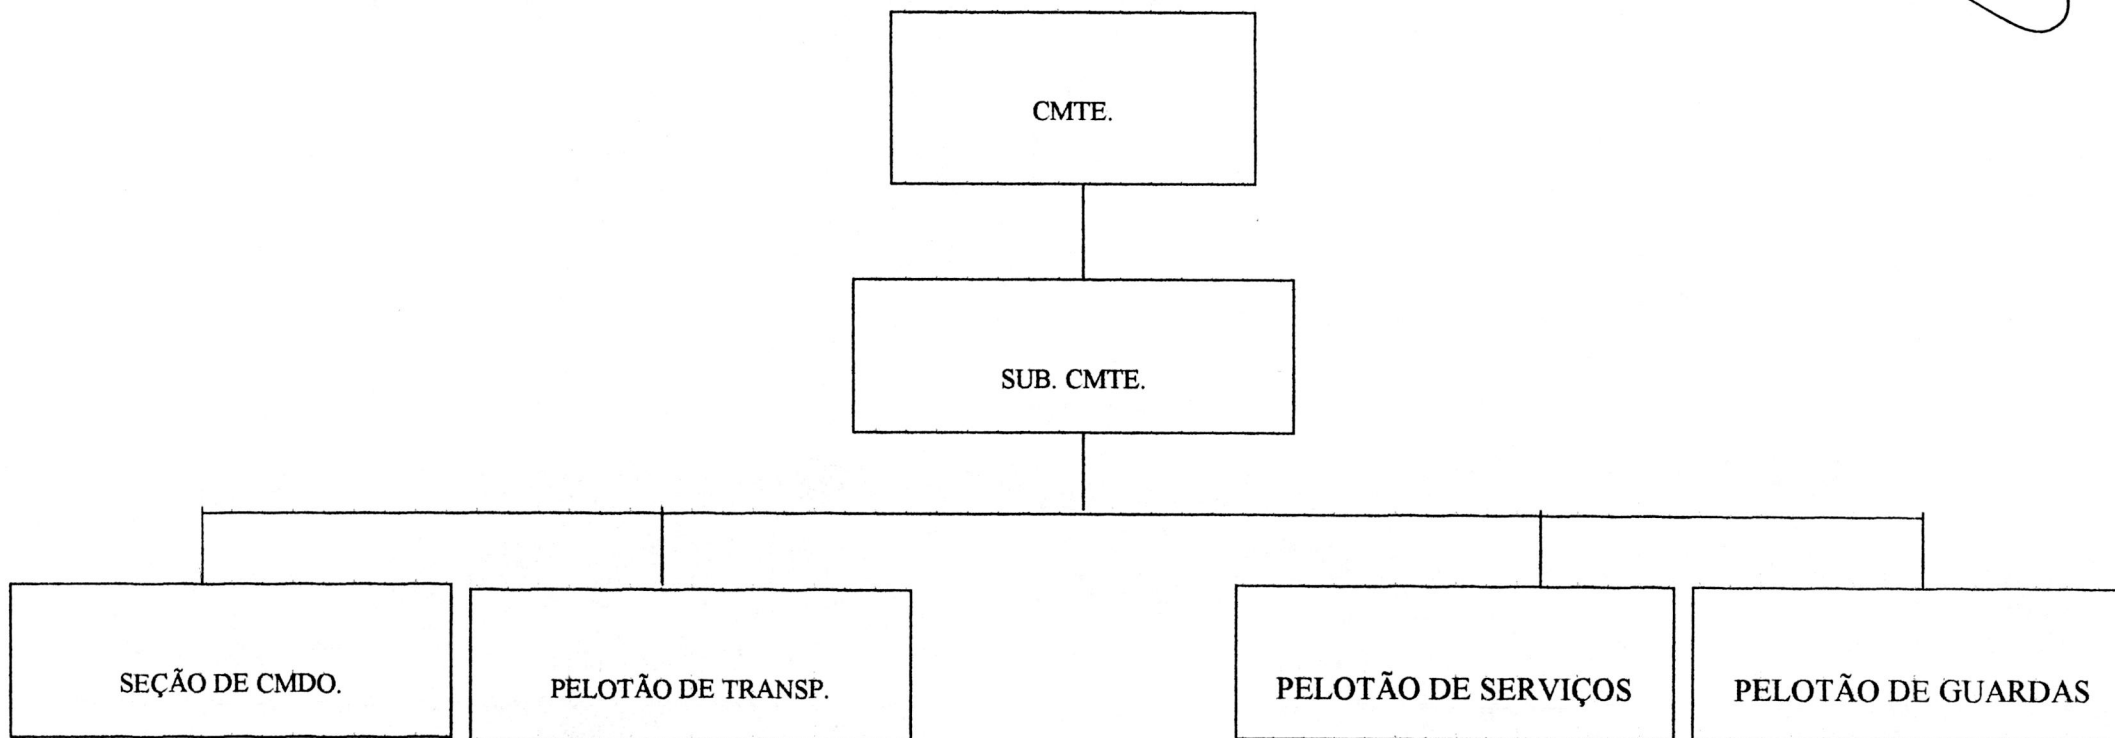 CMTE.
SUB. CMTE.
SEÇÃO DE CMDO.
PELOTÃO DE TRANSP.
PELOTÃO DE SERVIÇOS
PELOTÃO DE GUARDAS